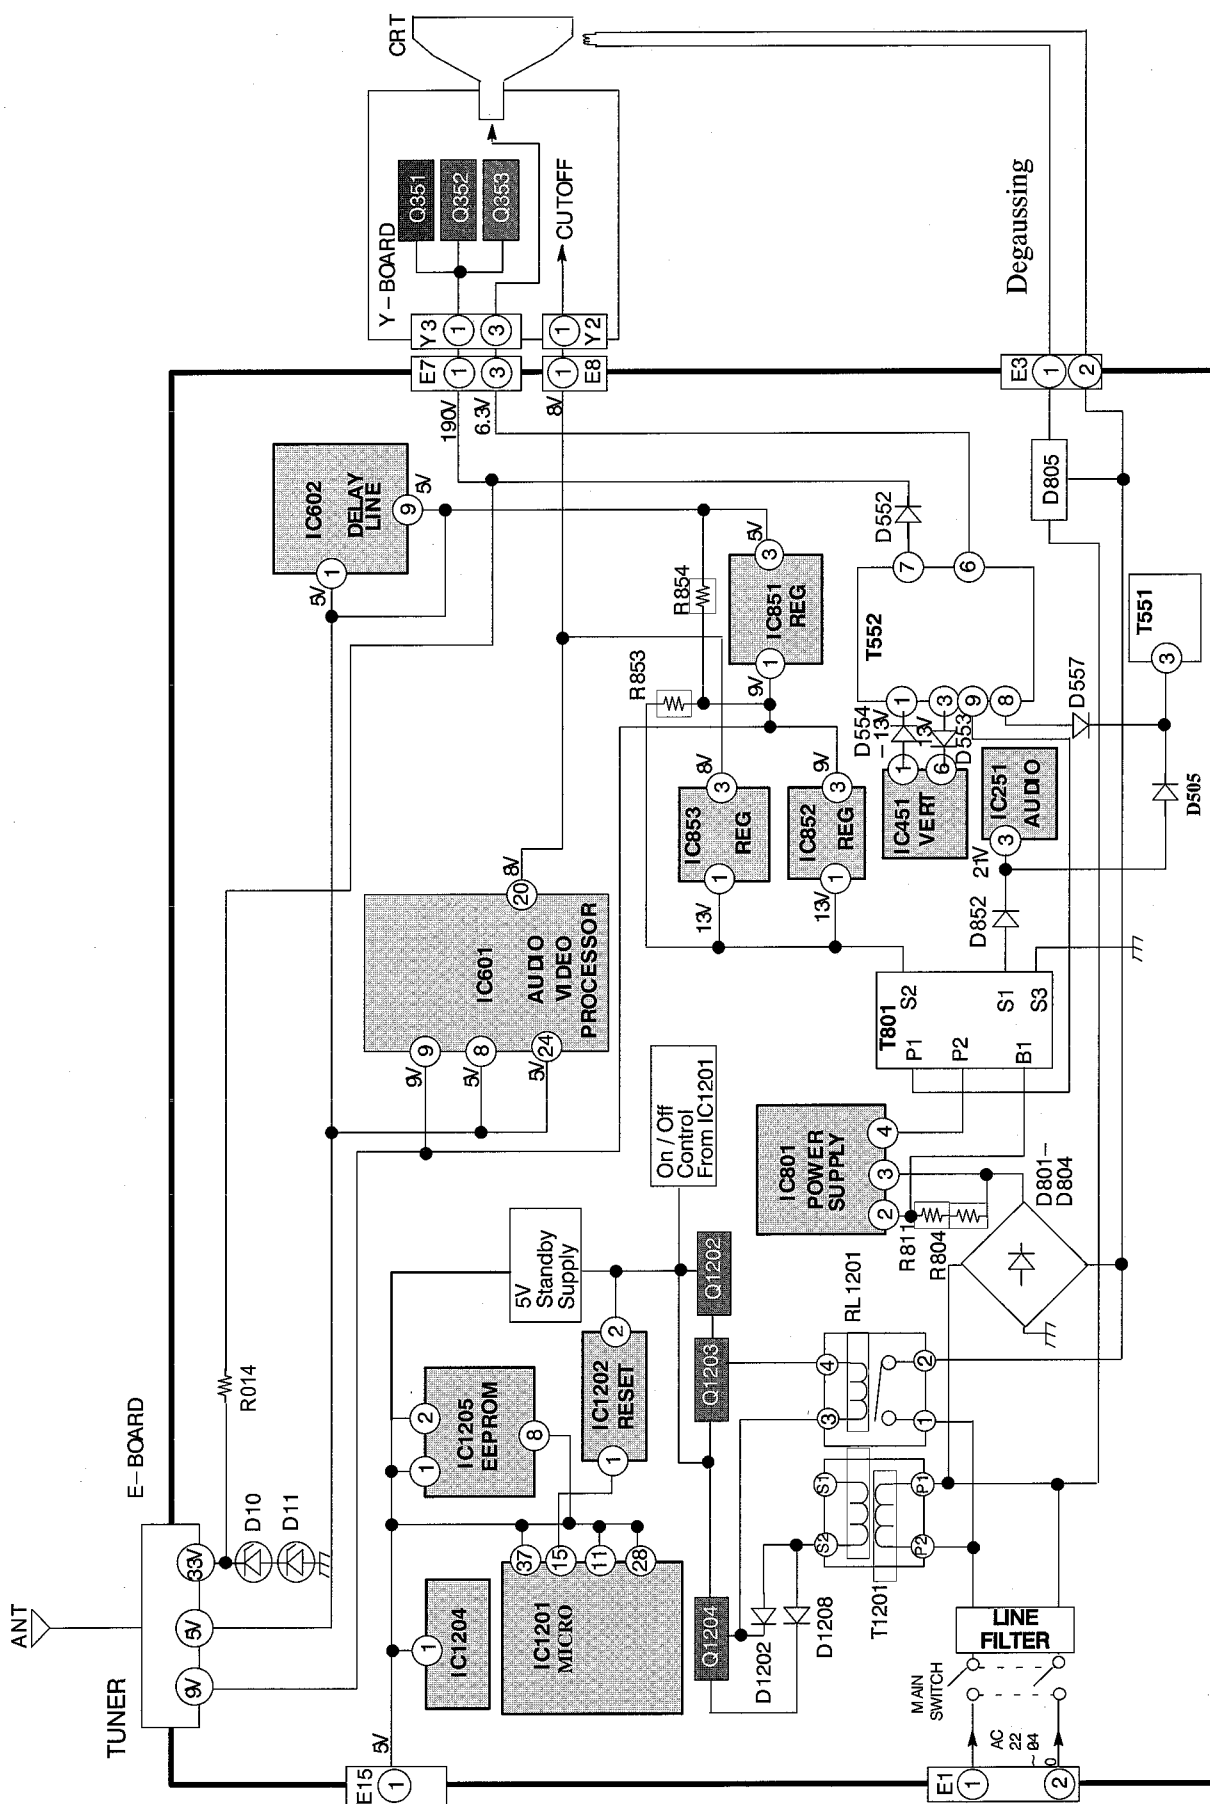 ANT
TUNER
E-BOARD
9V
5V
33V
D10
D11
R014
E15
1
5V
IC1204
1
IC1201
MICRO
37
15
11
28
IC1205
EEPROM
1
2
8
IC1202
RESET
1
2
5V
Standby
Supply
On / Off
Control
From IC1201
Q1204
Q1203
Q1202
D1202
D1208
T1201
S2
S1
P2
P1
RL1201
3
4
1
2
E1
1
2
AC
22
~ 04
0
MAIN
SWITCH
LINE
FILTER
IC801
POWER
SUPPLY
2
3
4
R811
R804
D801-
D804
T801
P1
P2
B1
S2
S1
S3
D852
21V
IC601
AUDIO
VIDEO
PROCESSOR
9
8
24
20
9V
5V
5V
8V
IC602
DELAY
LINE
1
9
5V
5V
IC853
REG
1
3
13V
8V
IC852
REG
1
3
13V
9V
R853
R854
IC851
REG
1
3
9V
5V
IC451
VERT
1
6
D554
-13V
13V
D553
IC251
AUDIO
3
T552
1
3
9
8
7
6
D552
D557
D505
T551
3
D805
E3
1
2
Degaussing
E7
1
3
E8
1
190V
6.3V
8V
Y3
1
3
1
Y2
Y-BOARD
Q351
Q352
Q353
CUTOFF
CRT